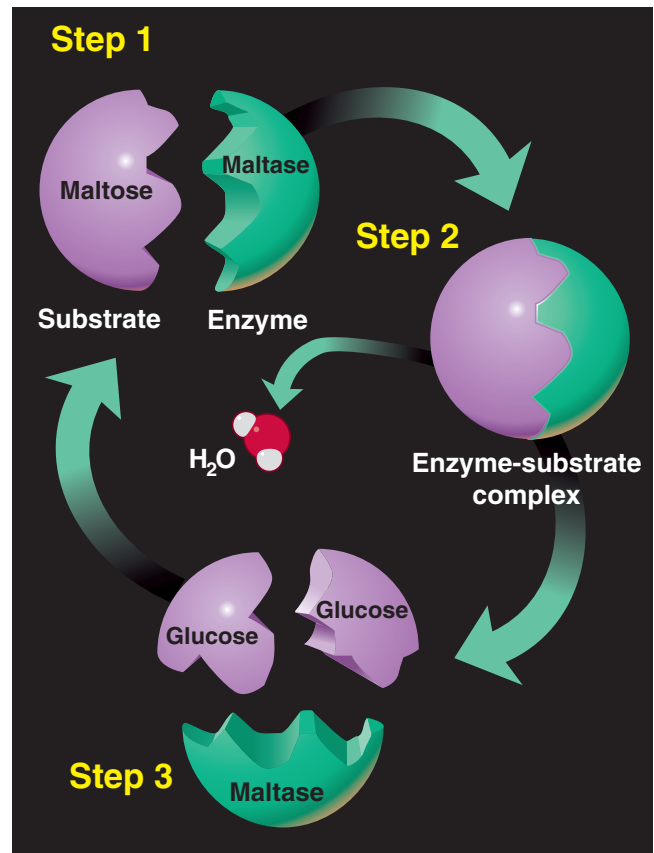 Step 1
Maltose
Maltase
Substrate
Enzyme
Step 2
H₂O
Enzyme-substrate
complex
Glucose
Glucose
Step 3
Maltase